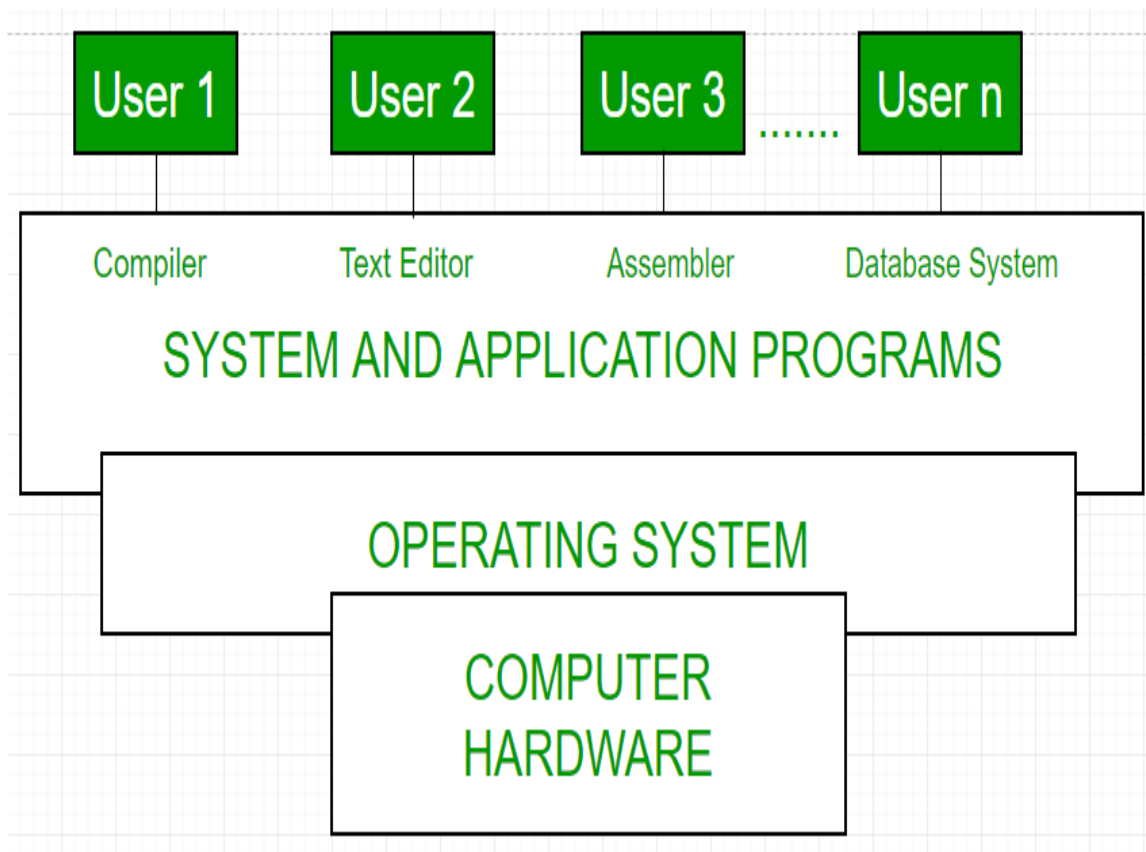 User 1 User 2 User 3 ....... User n
Compiler Text Editor Assembler Database System
SYSTEM AND APPLICATION PROGRAMS
OPERATING SYSTEM
COMPUTER
HARDWARE